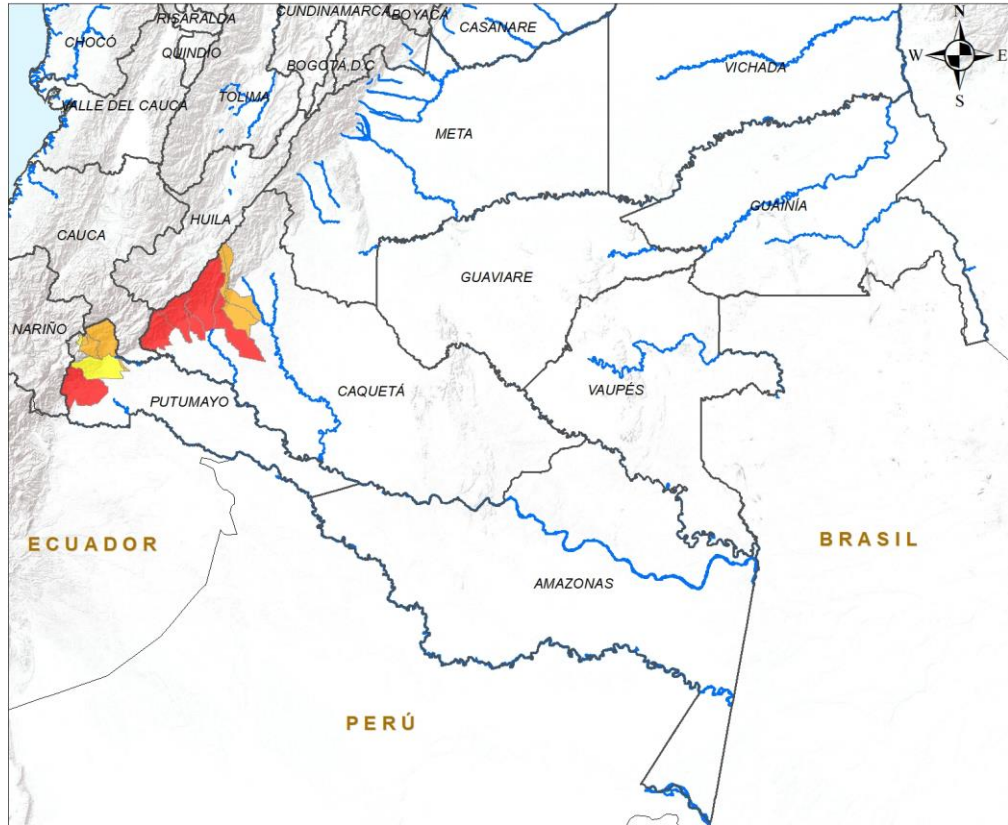 CUNDINAMARCA
BOYACÁ
RISARALDA
CASANARE
N
CHOCÓ
QUINDÍO
BOGOTÁ D.C
W
E
VICHADA
TOLIMA
VALLE DEL CAUCA
S
META
HUILA
GUAINÍA
CAUCA
GUAVIARE
NARIÑO
CAQUETÁ
VAUPÉS
PUTUMAYO
ECUADOR
BRASIL
AMAZONAS
PERÚ